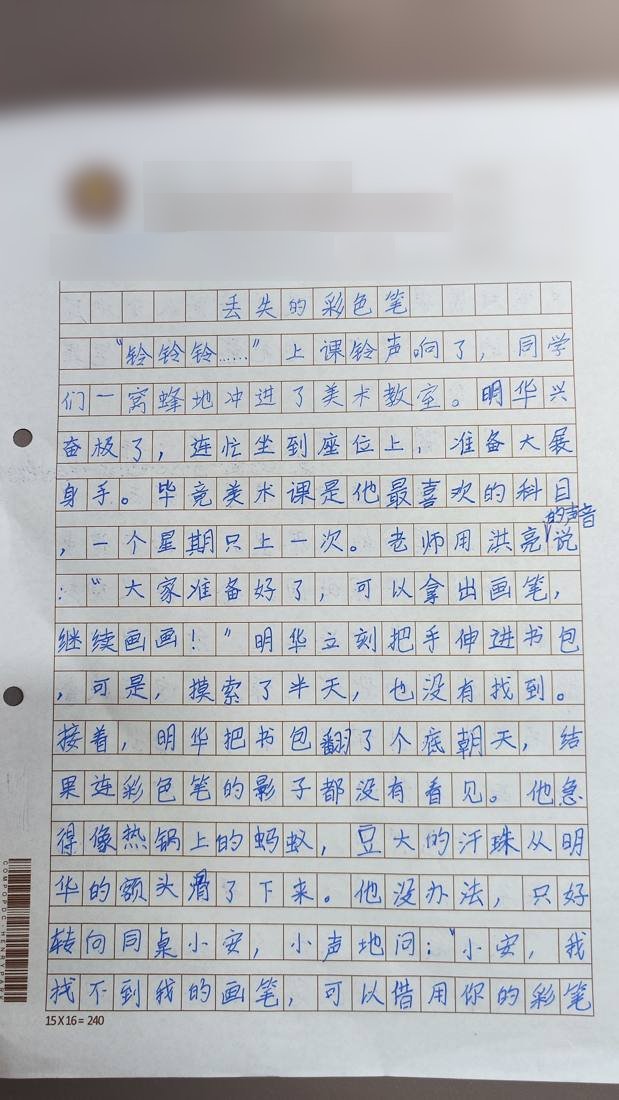 丢失的彩色笔
“铃铃铃……”上课铃声响了，同学
们一窝蜂地冲进了美术教室。明华兴
奋极了，连忙坐到座位上，准备大展
身手。毕竟美术课是他最喜欢的科目
，一个星期只上一次。老师用洪亮的声音说
：“大家准备好了，可以拿出画笔，
继续画画！”明华立刻把手伸进书包
，可是，摸索了半天，也没有找到。
接着，明华把书包翻了个底朝天，结
果连彩色笔的影子都没有看见。他急
得像热锅上的蚂蚁，豆大的汗珠从明
华的额头滑了下来。他没办法，只好
转向同桌小安，小声地问：“小安，我
找不到我的画笔，可以借用你的彩笔
15X16=240
COMPOPDC-HENRYPARK